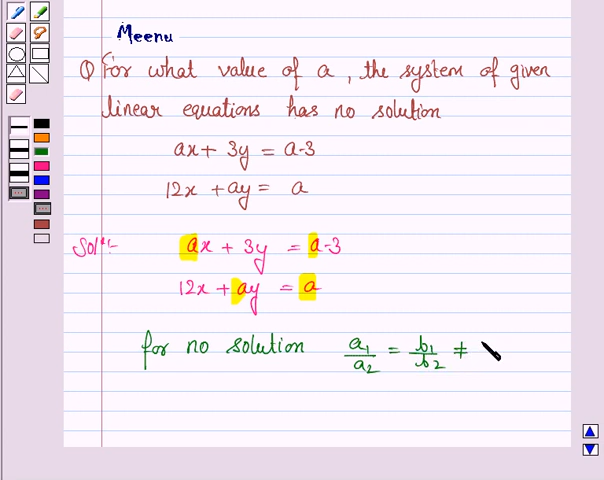 Meenu
Q For what value of a, the system of given
linear equations has no solution
ax + 3y = a-3
12x + ay = a
Solⁿ:- ax + 3y = a-3
12x + ay = a
for no solution a₁/a₂ = b₁/b₂ ≠